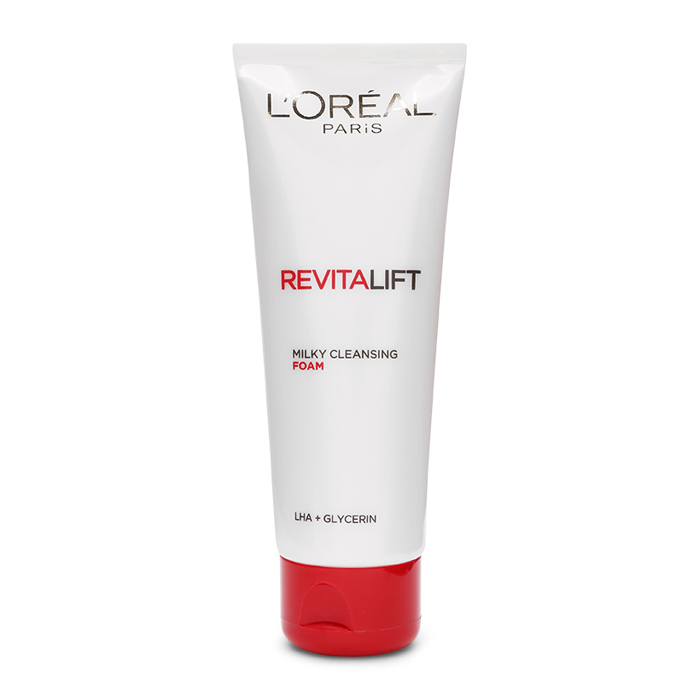 L'ORÉAL
PARiS
REVITALIFT
MILKY CLEANSING
FOAM
LHA + GLYCERIN